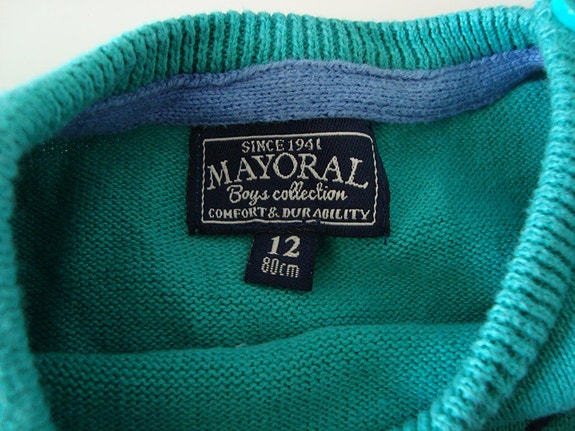 SINCE 1941
MAYORAL
Boys collection
COMFORT & DURABILITY
12
80cm